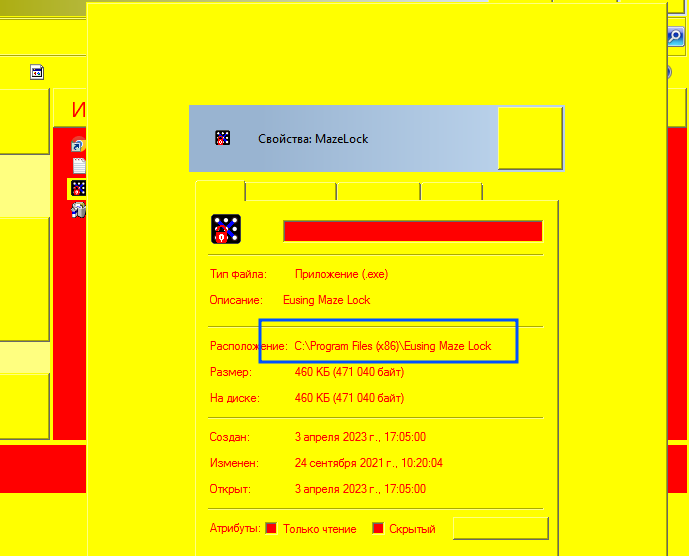 И
Свойства: MazeLock
Тип файла: Приложение (.exe)
Описание: Eusing Maze Lock
Расположение: C:\Program Files (x86)\Eusing Maze Lock
Размер: 460 КБ (471 040 байт)
На диске: 460 КБ (471 040 байт)
Создан: 3 апреля 2023 г., 17:05:00
Изменен: 24 сентября 2021 г., 10:20:04
Открыт: 3 апреля 2023 г., 17:05:00
Атрибуты: Только чтение Скрытый